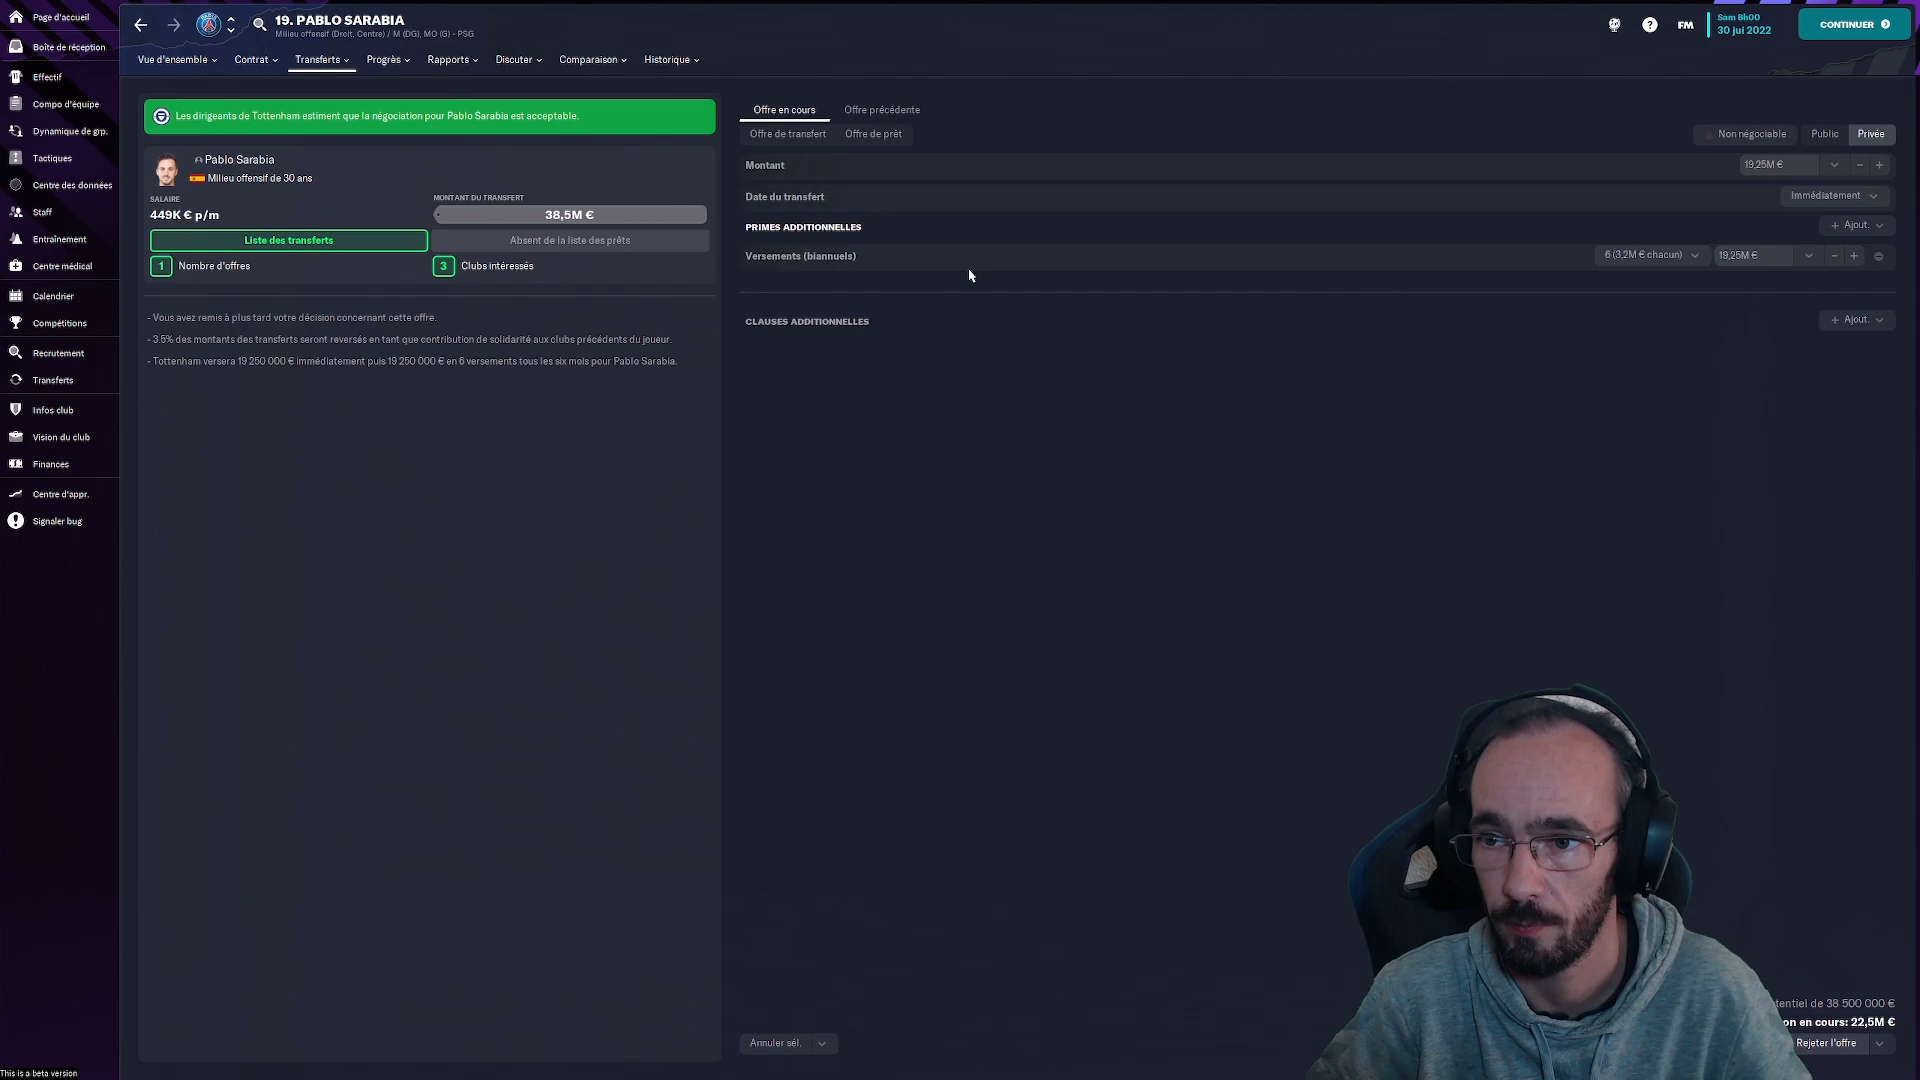 Page d'accueil
Boîte de réception
Effectif
Compo d'équipe
Dynamique de grp.
Tactiques
Centre des données
Staff
Entraînement
Centre médical
Calendrier
Compétitions
Recrutement
Transferts
Infos club
Vision du club
Finances
Centre d'appr.
Signaler bug
This is a beta version
19. PABLO SARABIA
Milieu offensif (Droit, Centre) / M (DG), MO (G) - PSG
FM
Sam 8h00
30 jui 2022
CONTINUER
Vue d'ensemble
Contrat
Transferts
Progrès
Rapports
Discuter
Comparaison
Historique
Les dirigeants de Tottenham estiment que la négociation pour Pablo Sarabia est acceptable.
Pablo Sarabia
Milieu offensif de 30 ans
SALAIRE
449K € p/m
MONTANT DU TRANSFERT
38,5M €
Liste des transferts
Absent de la liste des prêts
1 Nombre d'offres
3 Clubs intéressés
- Vous avez remis à plus tard votre décision concernant cette offre.
- 3.5% des montants des transferts seront reversés en tant que contribution de solidarité aux clubs précédents du joueur.
- Tottenham versera 19 250 000 € immédiatement puis 19 250 000 € en 6 versements tous les six mois pour Pablo Sarabia.
Offre en cours
Offre précédente
Offre de transfert
Offre de prêt
Non négociable
Public
Privée
Montant
19,25M €
Date du transfert
Immédiatement
PRIMES ADDITIONNELLES
+ Ajout.
Versements (biannuels)
6 (3,2M € chacun)
19,25M €
CLAUSES ADDITIONNELLES
+ Ajout.
de 38 500 000 €
en cours: 22,5M €
Annuler sél.
Rejeter l'offre